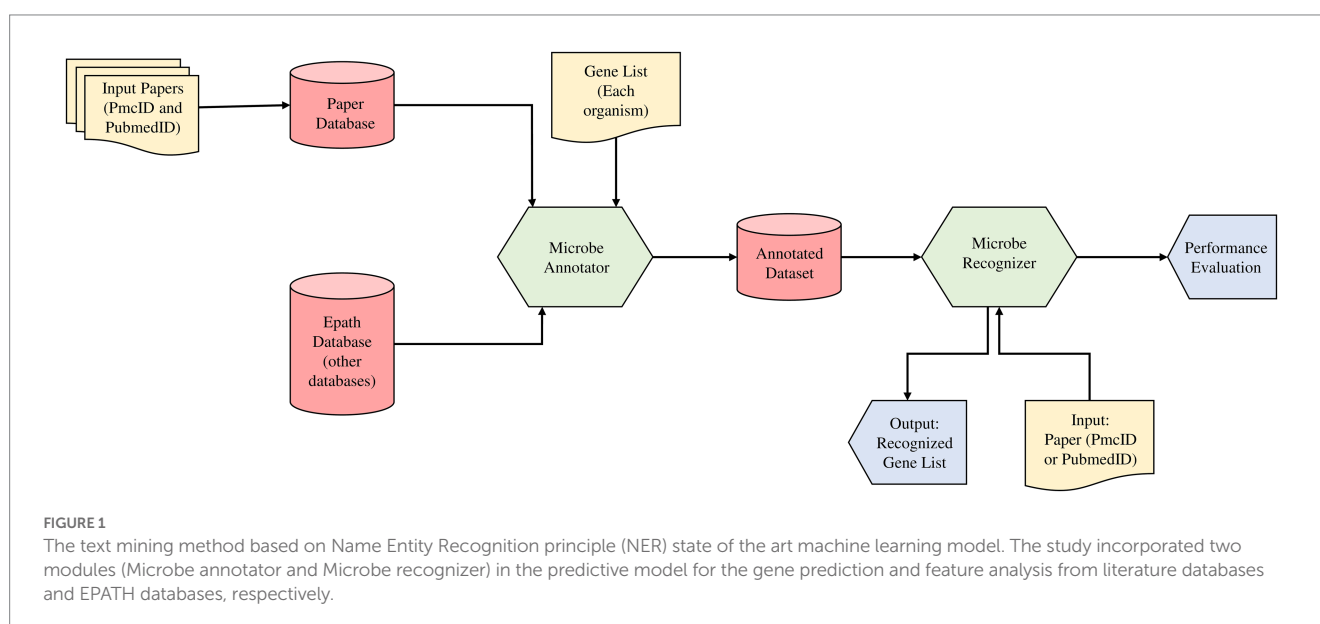 Input Papers
(PmcID and
PubmedID)
Paper
Database
Gene List
(Each
organism)
Microbe
Annotator
Annotated
Dataset
Microbe
Recognizer
Performance
Evaluation
Epath
Database
(other
databases)
Output:
Recognized
Gene List
Input:
Paper (PmcID
or PubmedID)
FIGURE 1
The text mining method based on Name Entity Recognition principle (NER) state of the art machine learning model. The study incorporated two
modules (Microbe annotator and Microbe recognizer) in the predictive model for the gene prediction and feature analysis from literature databases
and EPATH databases, respectively.